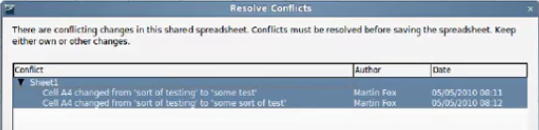 Resolve Conflicts
There are conflicting changes in this shared spreadsheet. Conflicts must be resolved before saving the spreadsheet. Keep
either own or other changes.
Conflict Author Date
Sheet1
Cell A4 changed from 'sort of testing' to 'some test' Martin Fox 05/05/2010 08:11
Cell A4 changed from 'sort of testing' to 'some sort of test' Martin Fox 05/05/2010 08:12